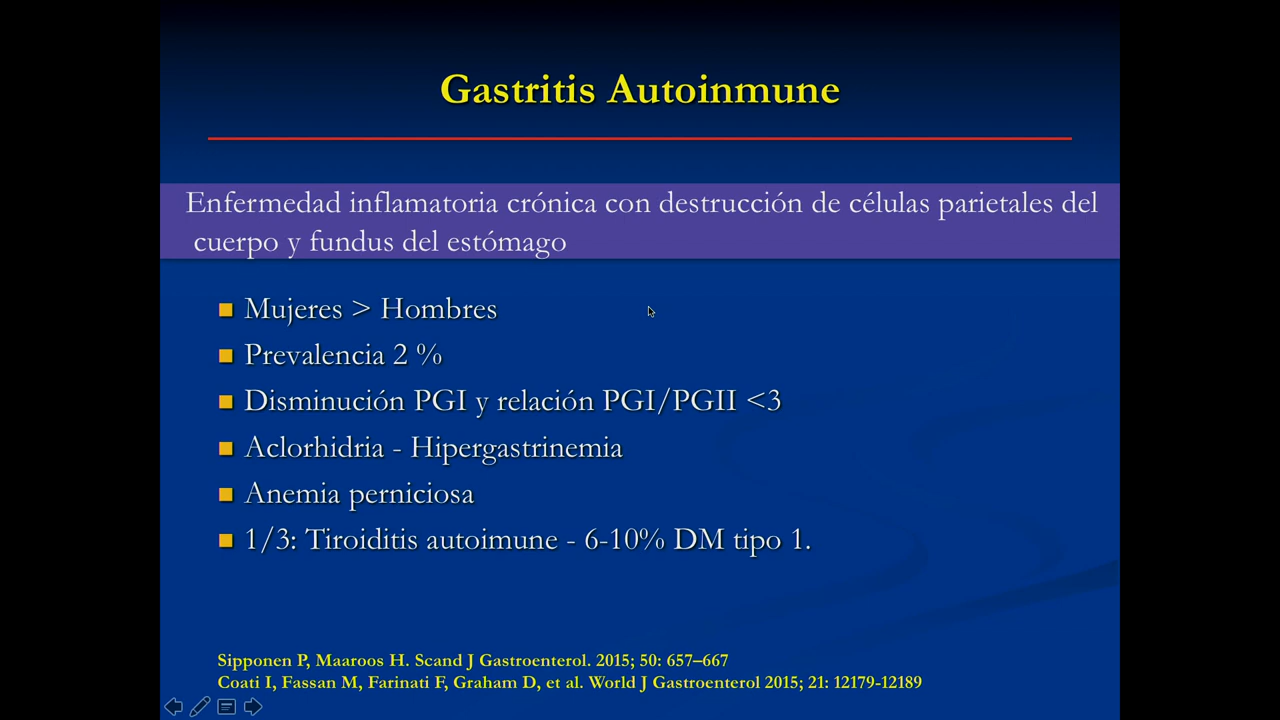 Gastritis Autoinmune
Enfermedad inflamatoria crónica con destrucción de células parietales del
cuerpo y fundus del estómago
Mujeres > Hombres
Prevalencia 2 %
Disminución PGI y relación PGI/PGII <3
Aclorhidria - Hipergastrinemia
Anemia perniciosa
1/3: Tiroiditis autoimune - 6-10% DM tipo 1.
Sipponen P, Maaroos H. Scand J Gastroenterol. 2015; 50: 657–667
Coati I, Fassan M, Farinati F, Graham D, et al. World J Gastroenterol 2015; 21: 12179-12189